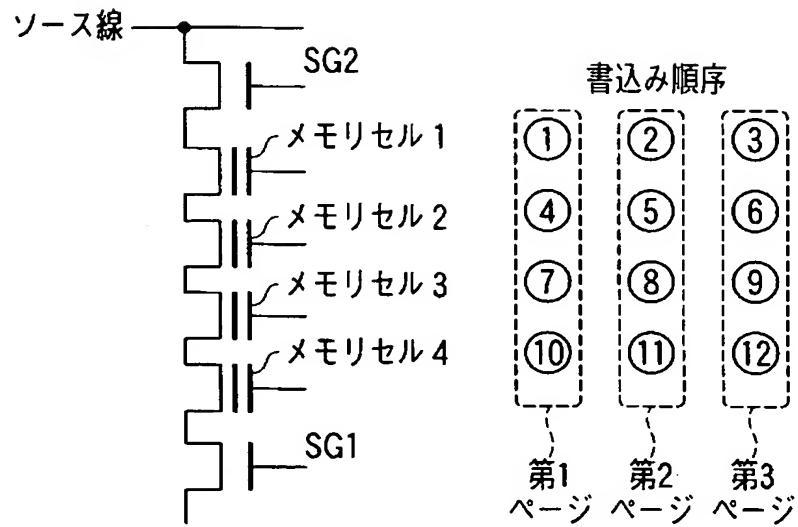 ソース線
SG2
メモリセル1
メモリセル2
メモリセル3
メモリセル4
SG1
書込み順序
① ② ③
④ ⑤ ⑥
⑦ ⑧ ⑨
⑩ ⑪ ⑫
第1 第2 第3
ページ ページ ページ